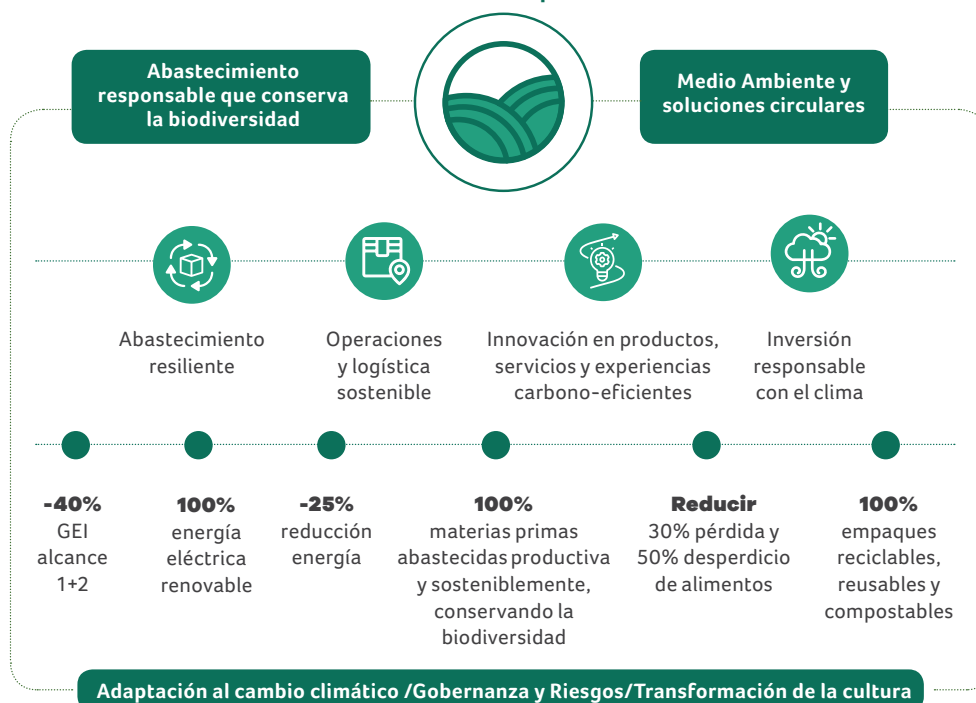 Abastecimiento
responsable que conserva
la biodiversidad
Medio Ambiente y
soluciones circulares
Abastecimiento
resiliente
Operaciones
y logística
sostenible
Innovación en productos,
servicios y experiencias
carbono-eficientes
Inversión
responsable
con el clima
-40%
GEI
alcance
1+2
100%
energía
eléctrica
renovable
-25%
reducción
energía
100%
materias primas
abastecidas productiva
y sosteniblemente,
conservando la
biodiversidad
Reducir
30% pérdida y
50% desperdicio
de alimentos
100%
empaques
reciclables,
reusables y
compostables
Adaptación al cambio climático /Gobernanza y Riesgos/Transformación de la cultura